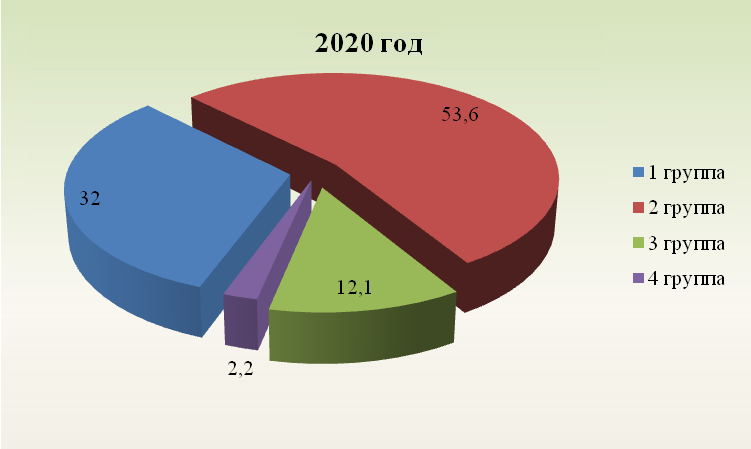 2020 год
53,6
32
12,1
2,2
1 группа
2 группа
3 группа
4 группа